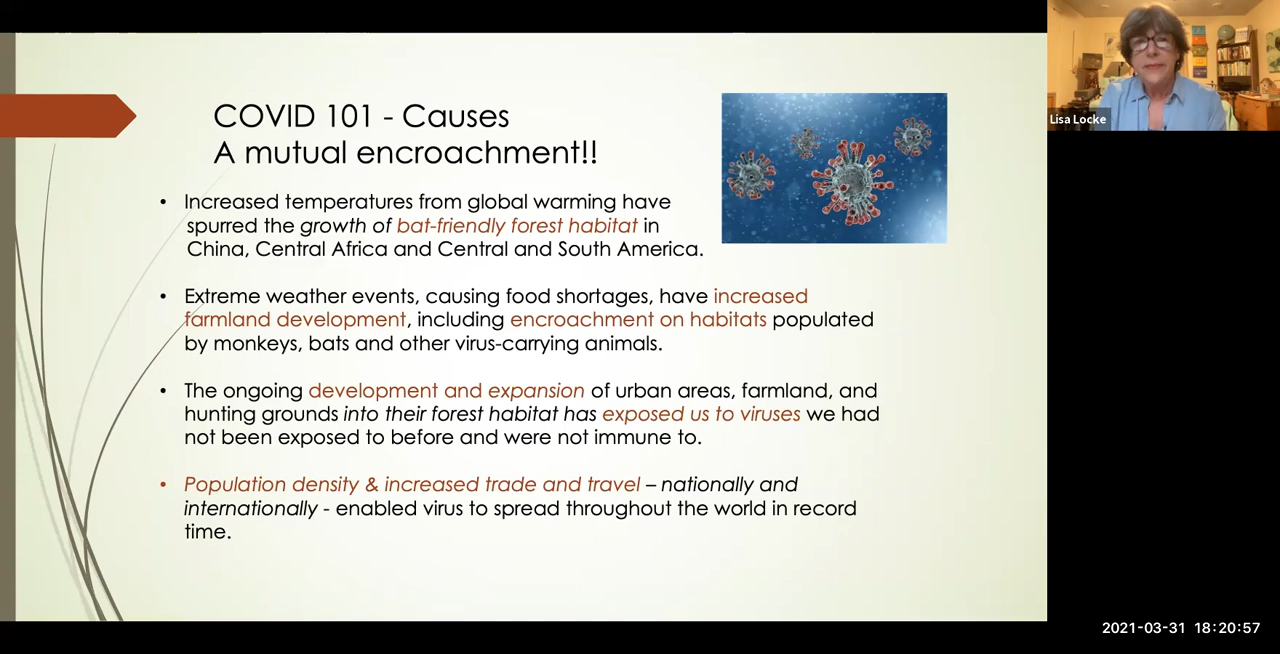 COVID 101 - Causes
A mutual encroachment!!
• Increased temperatures from global warming have
spurred the growth of bat-friendly forest habitat in
China, Central Africa and Central and South America.
• Extreme weather events, causing food shortages, have increased
farmland development, including encroachment on habitats populated
by monkeys, bats and other virus-carrying animals.
• The ongoing development and expansion of urban areas, farmland, and
hunting grounds into their forest habitat has exposed us to viruses we had
not been exposed to before and were not immune to.
• Population density & increased trade and travel – nationally and
internationally - enabled virus to spread throughout the world in record
time.
Lisa Locke
2021-03-31 18:20:57